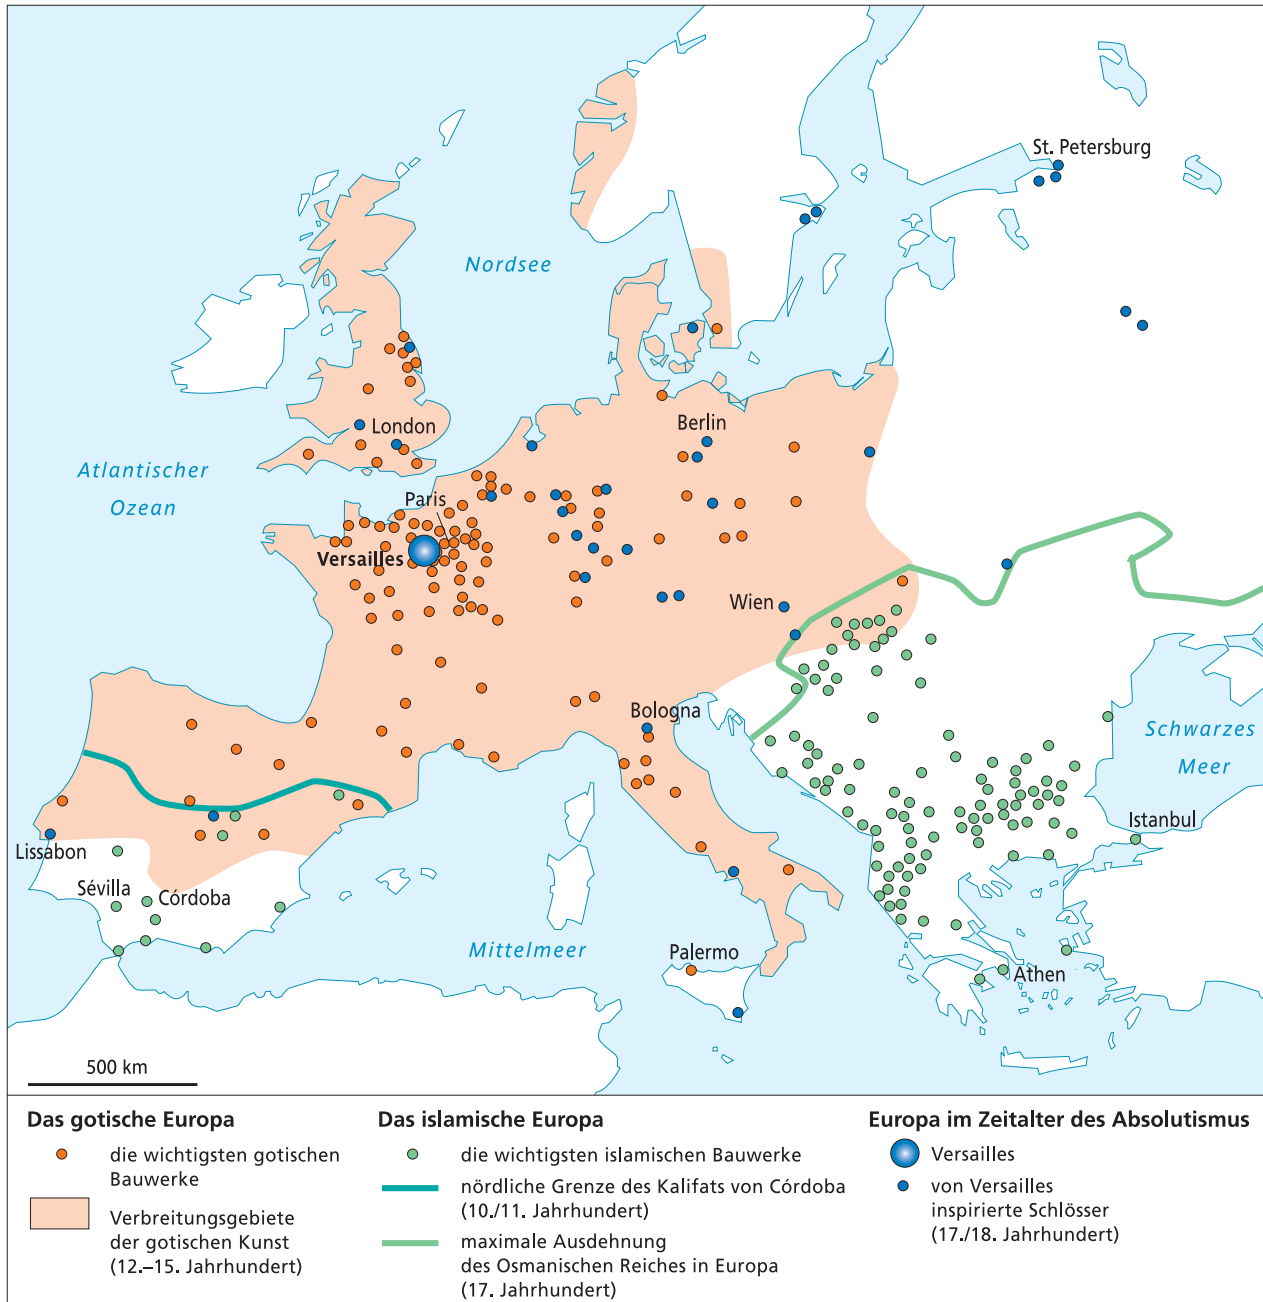 St. Petersburg
Nordsee
London
Berlin
Atlantischer
Ozean
Paris
Versailles
Wien
Bologna
Schwarzes
Meer
Istanbul
Lissabon
Sévilla
Córdoba
Mittelmeer
Palermo
Athen
500 km
Das gotische Europa
die wichtigsten gotischen
Bauwerke
Verbreitungsgebiete
der gotischen Kunst
(12.–15. Jahrhundert)
Das islamische Europa
die wichtigsten islamischen Bauwerke
nördliche Grenze des Kalifats von Córdoba
(10./11. Jahrhundert)
maximale Ausdehnung
des Osmanischen Reiches in Europa
(17. Jahrhundert)
Europa im Zeitalter des Absolutismus
Versailles
von Versailles
inspirierte Schlösser
(17./18. Jahrhundert)